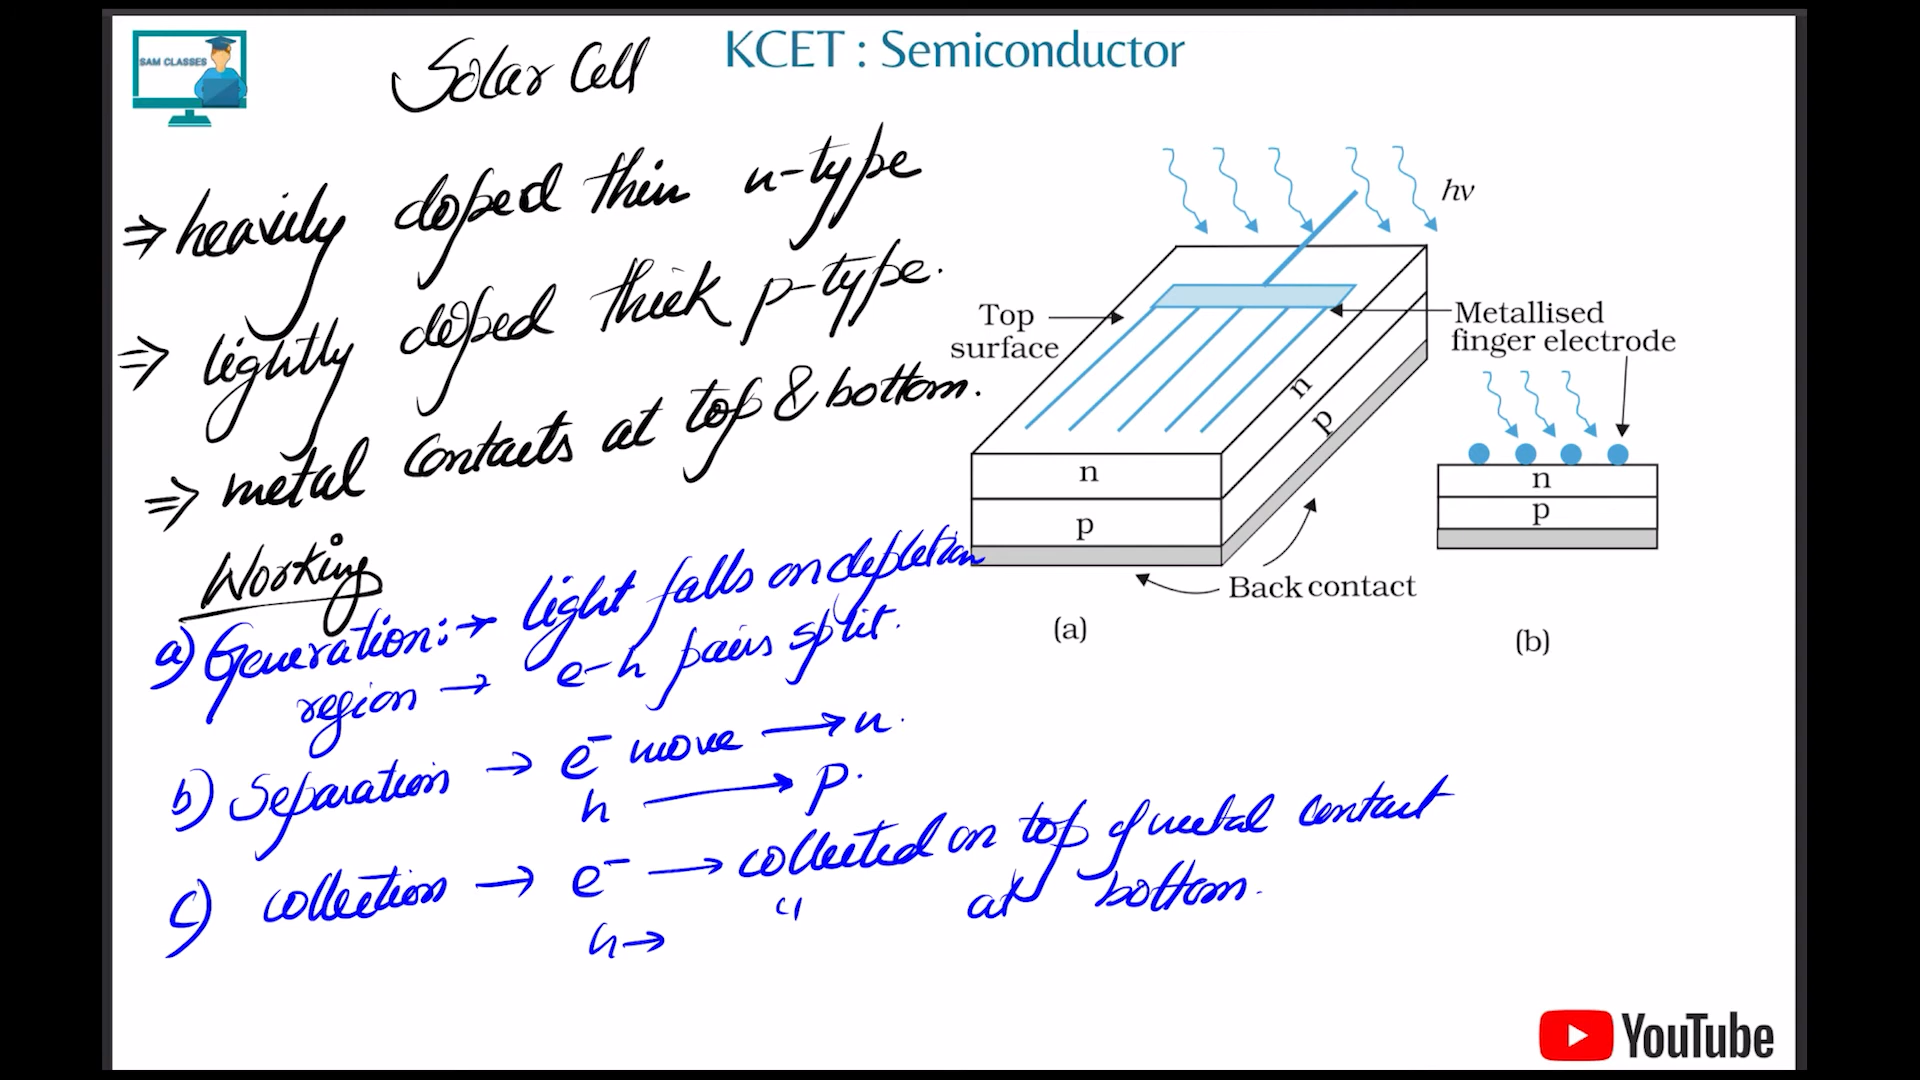 SAM CLASSES
Solar Cell
KCET : Semiconductor
⇒ heavily doped thin n-type
⇒ lightly doped thick p-type.
⇒ metal contacts at top & bottom.
Working
a) Generation :→ light falls on depletion
region → e-h pairs split.
b) Separation → e⁻ move → n.
h → p.
c) collection → e⁻ → collected on top of metal contact
h → " at bottom.
hν
Top
surface
Metallised
finger electrode
n
p
n
p
Back contact
(a)
n
p
(b)
YouTube